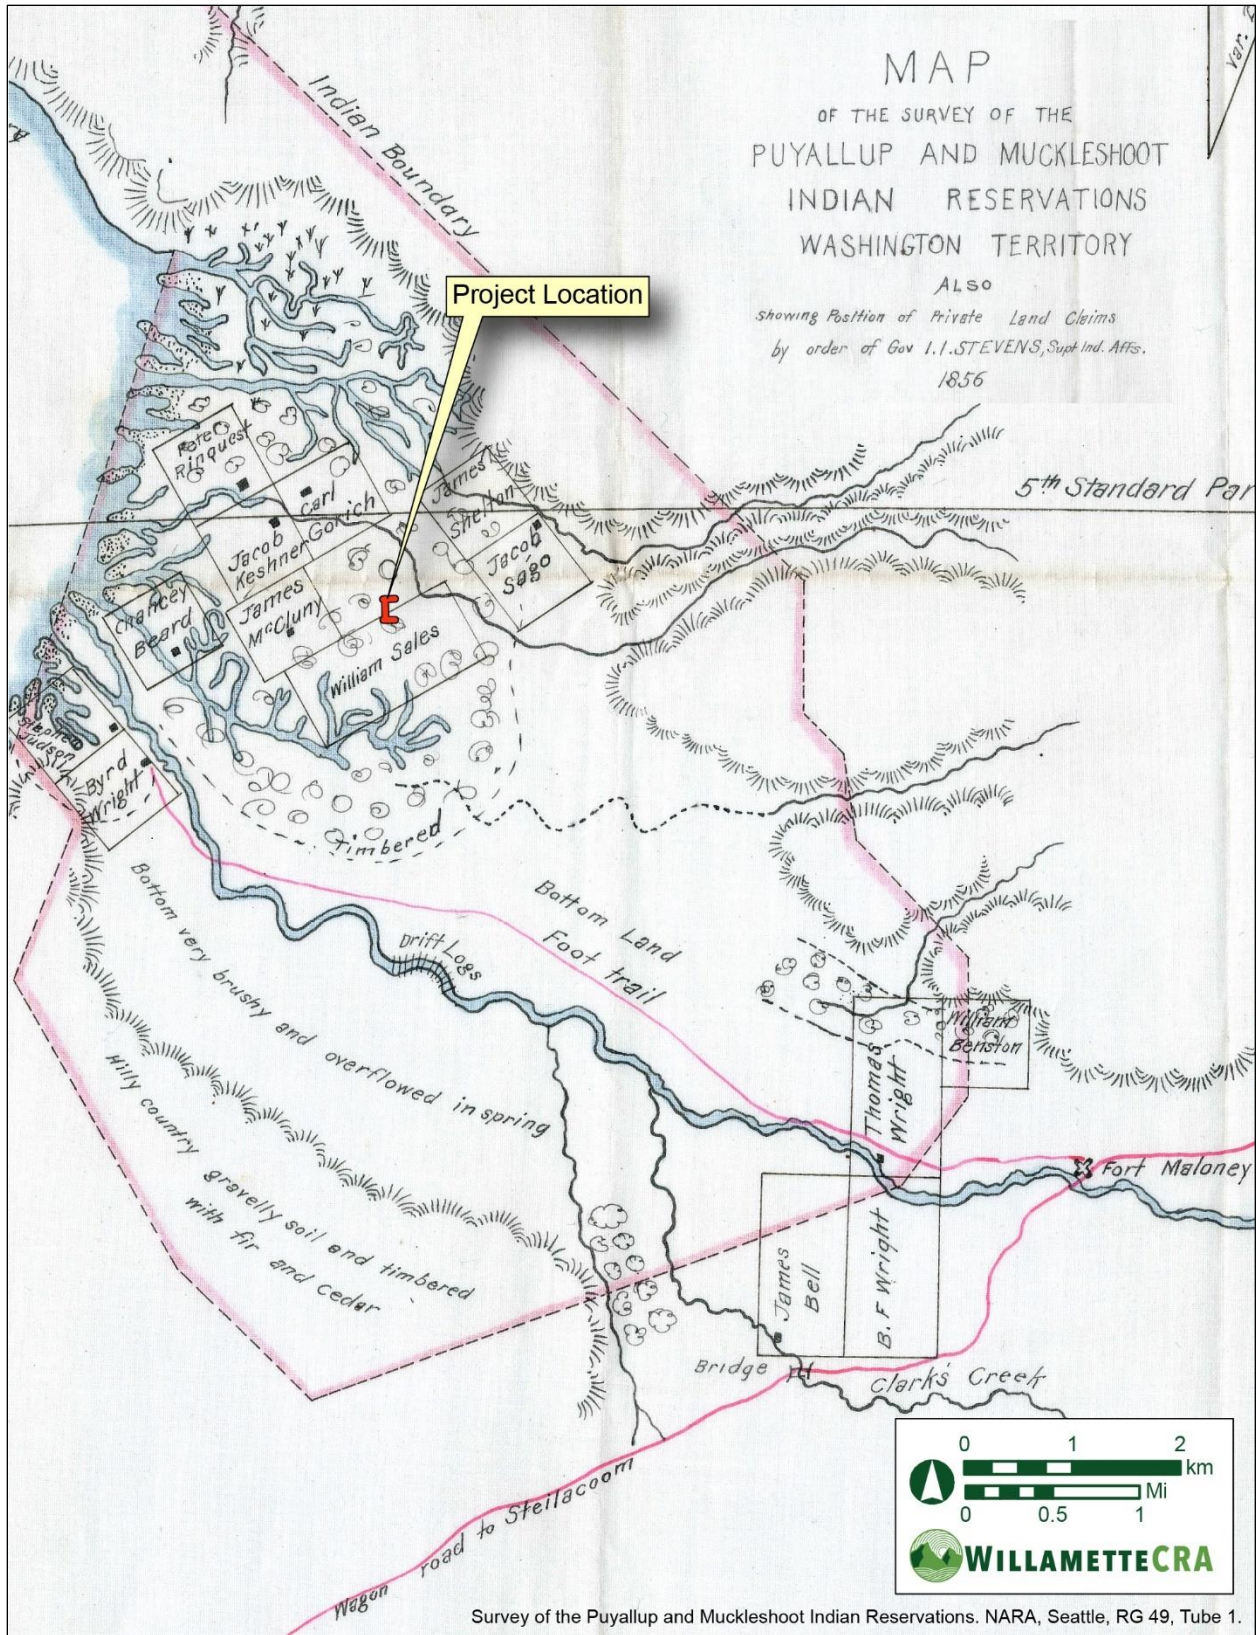 MAP
OF THE SURVEY OF THE
PUYALLUP AND MUCKLESHOOT
INDIAN RESERVATIONS
WASHINGTON TERRITORY
ALSO
showing Position of Private Land Claims
by order of Gov I.I. STEVENS, Supt Ind. Affs.
1856
Var.
Indian Boundary
Project Location
5th Standard Par
Pete
Rinquest
Carl
Gorich
Jacob
Keshner
James
Shelton
Jacob
Sago
Chancey
Beard
James
McCluny
William Sales
Stephen
Judson
Byrd
Wright
Timbered
Bottom very brushy and overflowed in spring
Drift Logs
Bottom Land
Foot trail
Hilly country gravelly soil and timbered
with fir and Cedar
William
Benston
Thomas
Wright
Fort Maloney
James
Bell
B. F Wright
Bridge
Clark's Creek
Wagon road to Steilacoom
0 1 2
km
Mi
0 0.5 1
WILLAMETTECRA
Survey of the Puyallup and Muckleshoot Indian Reservations. NARA, Seattle, RG 49, Tube 1.